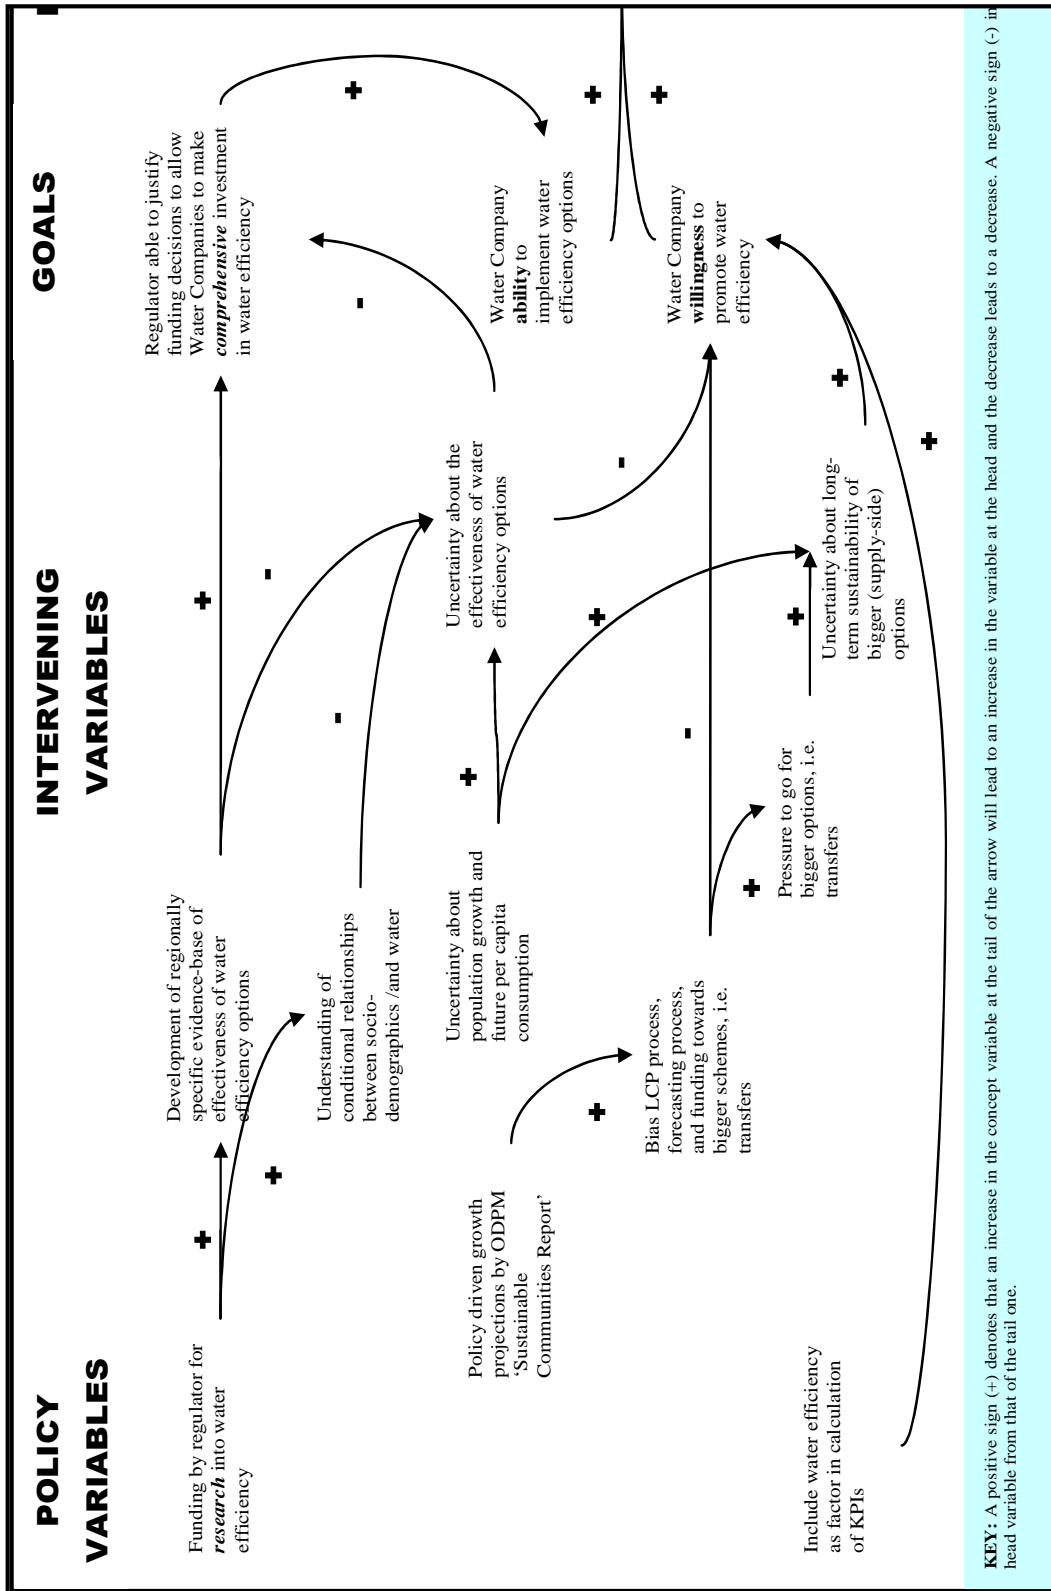 POLICY
VARIABLES
INTERVENING
VARIABLES
GOALS
Funding by regulator for
research into water
efficiency
Policy driven growth
projections by ODPM
‘Sustainable
Communities Report’
Include water efficiency
as factor in calculation
of KPIs
Development of regionally
specific evidence-base of
effectiveness of water
efficiency options
Understanding of
conditional relationships
between socio-
demographics /and water
Uncertainty about
population growth and
future per capita
consumption
Bias LCP process,
forecasting process,
and funding towards
bigger schemes, i.e.
transfers
Pressure to go for
bigger options, i.e.
transfers
Uncertainty about the
effectiveness of water
efficiency options
Uncertainty about long-
term sustainability of
bigger (supply-side)
options
Regulator able to justify
funding decisions to allow
Water Companies to make
comprehensive investment
in water efficiency
Water Company
ability to
implement water
efficiency options
Water Company
willingness to
promote water
efficiency
+
+
+
-
-
+
+
+
-
+
+
-
-
+
+
+
+
+
KEY: A positive sign (+) denotes that an increase in the concept variable at the tail of the arrow will lead to an increase in the variable at the head and the decrease leads to a decrease. A negative sign (-) in
head variable from that of the tail one.